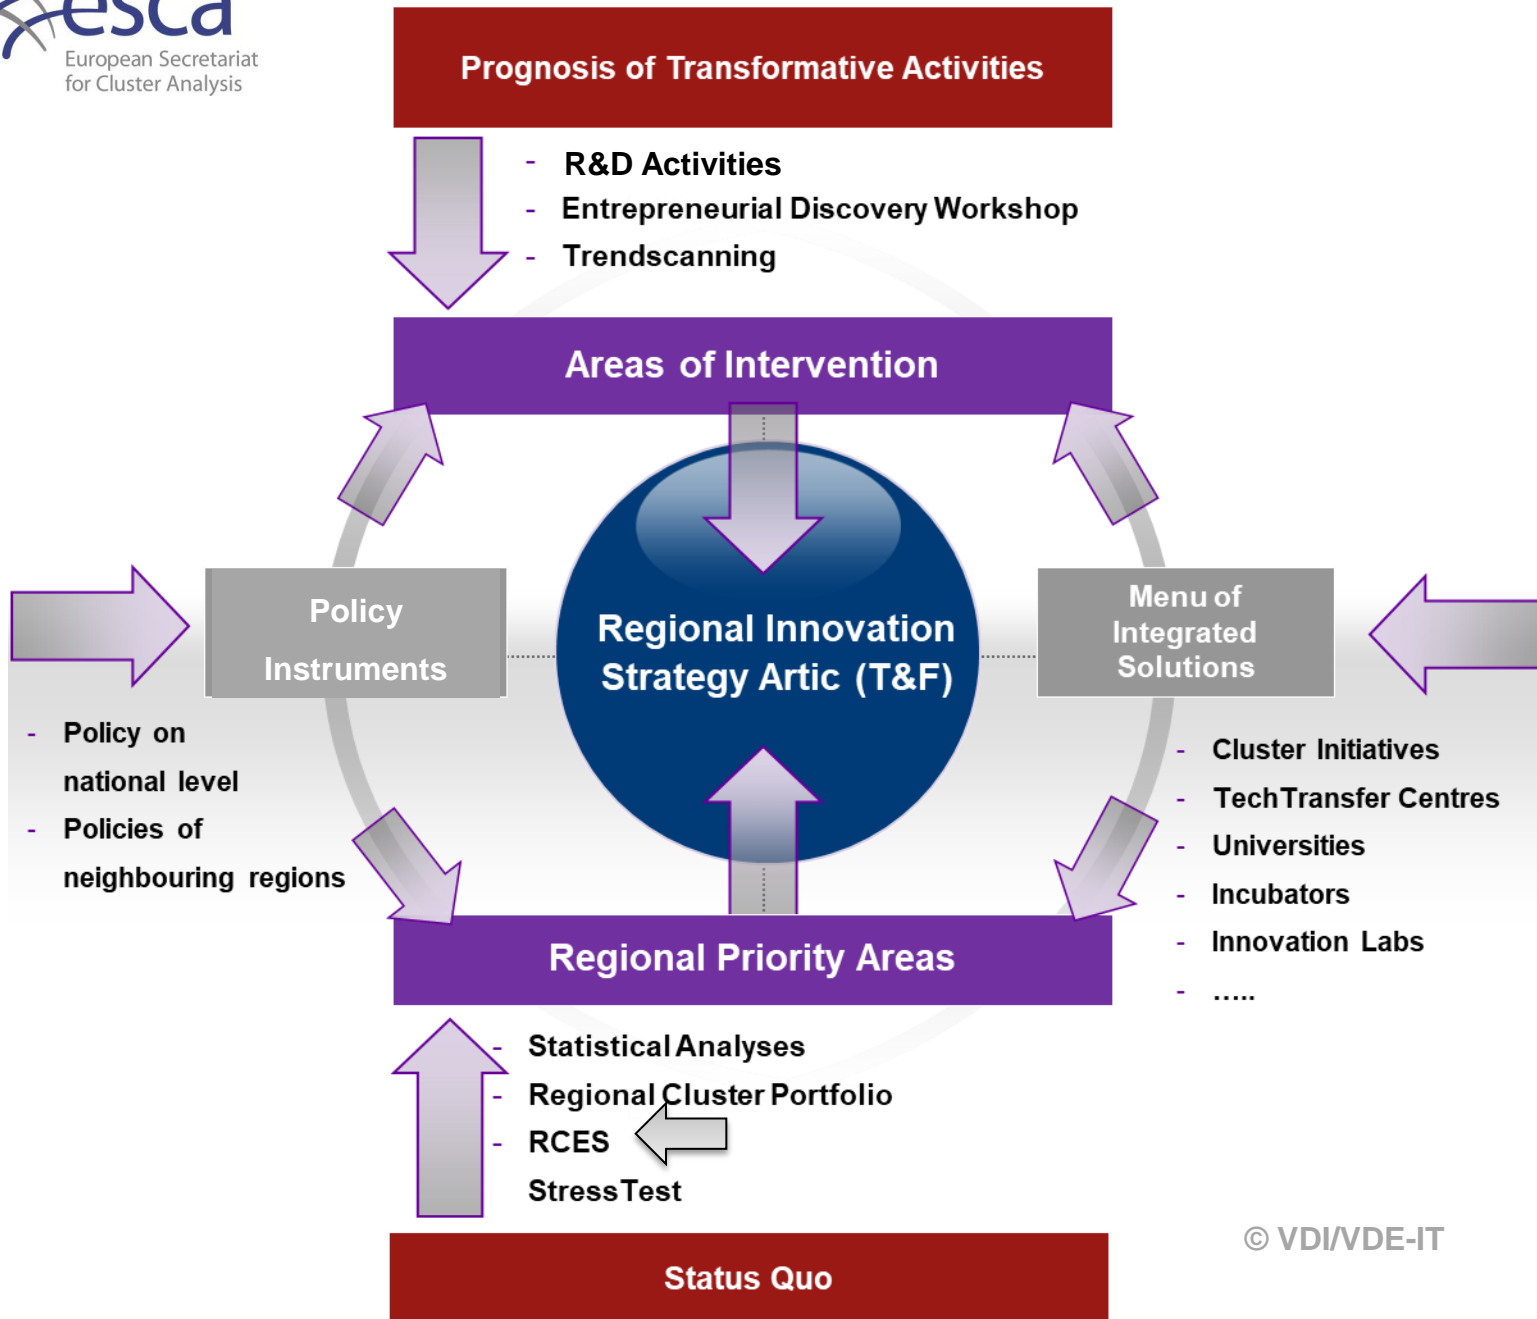 esca
European Secretariat
for Cluster Analysis
Prognosis of Transformative Activities
- R&D Activities
- Entrepreneurial Discovery Workshop
- Trendscanning
Areas of Intervention
Policy
Instruments
Regional Innovation
Strategy Artic (T&F)
Menu of
Integrated
Solutions
- Policy on
national level
- Policies of
neighbouring regions
- Cluster Initiatives
- TechTransfer Centres
- Universities
- Incubators
- Innovation Labs
- .....
Regional Priority Areas
- Statistical Analyses
- Regional Cluster Portfolio
- RCES
StressTest
© VDI/VDE-IT
Status Quo